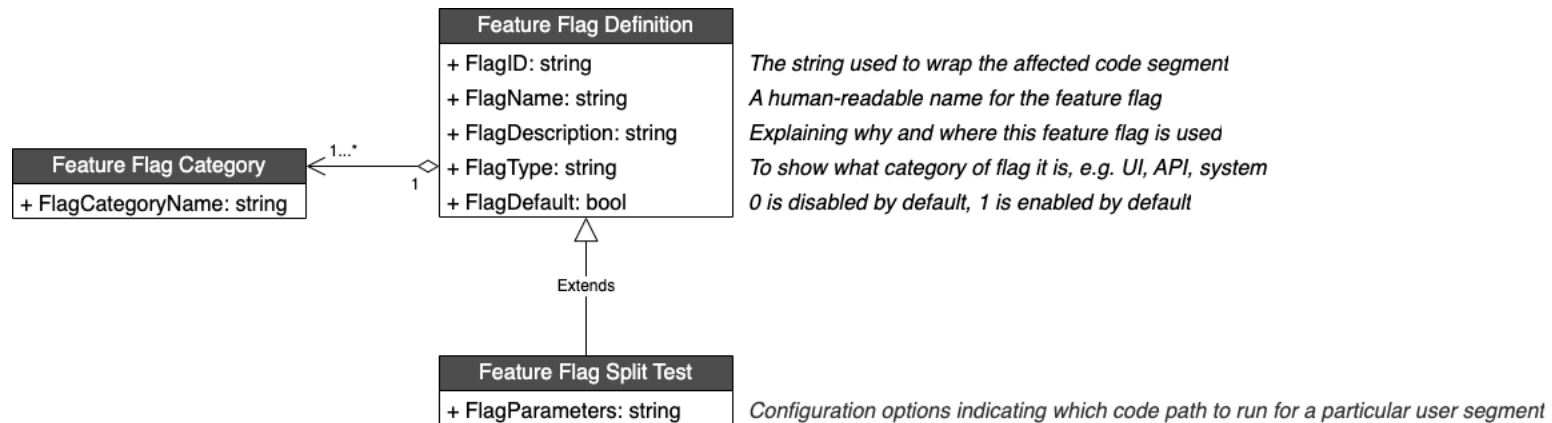 Feature Flag Definition
+ FlagID: string
The string used to wrap the affected code segment
+ FlagName: string
A human-readable name for the feature flag
+ FlagDescription: string
Explaining why and where this feature flag is used
+ FlagType: string
To show what category of flag it is, e.g. UI, API, system
+ FlagDefault: bool
0 is disabled by default, 1 is enabled by default
Feature Flag Category
+ FlagCategoryName: string
1...*
1
Extends
Feature Flag Split Test
+ FlagParameters: string
Configuration options indicating which code path to run for a particular user segment